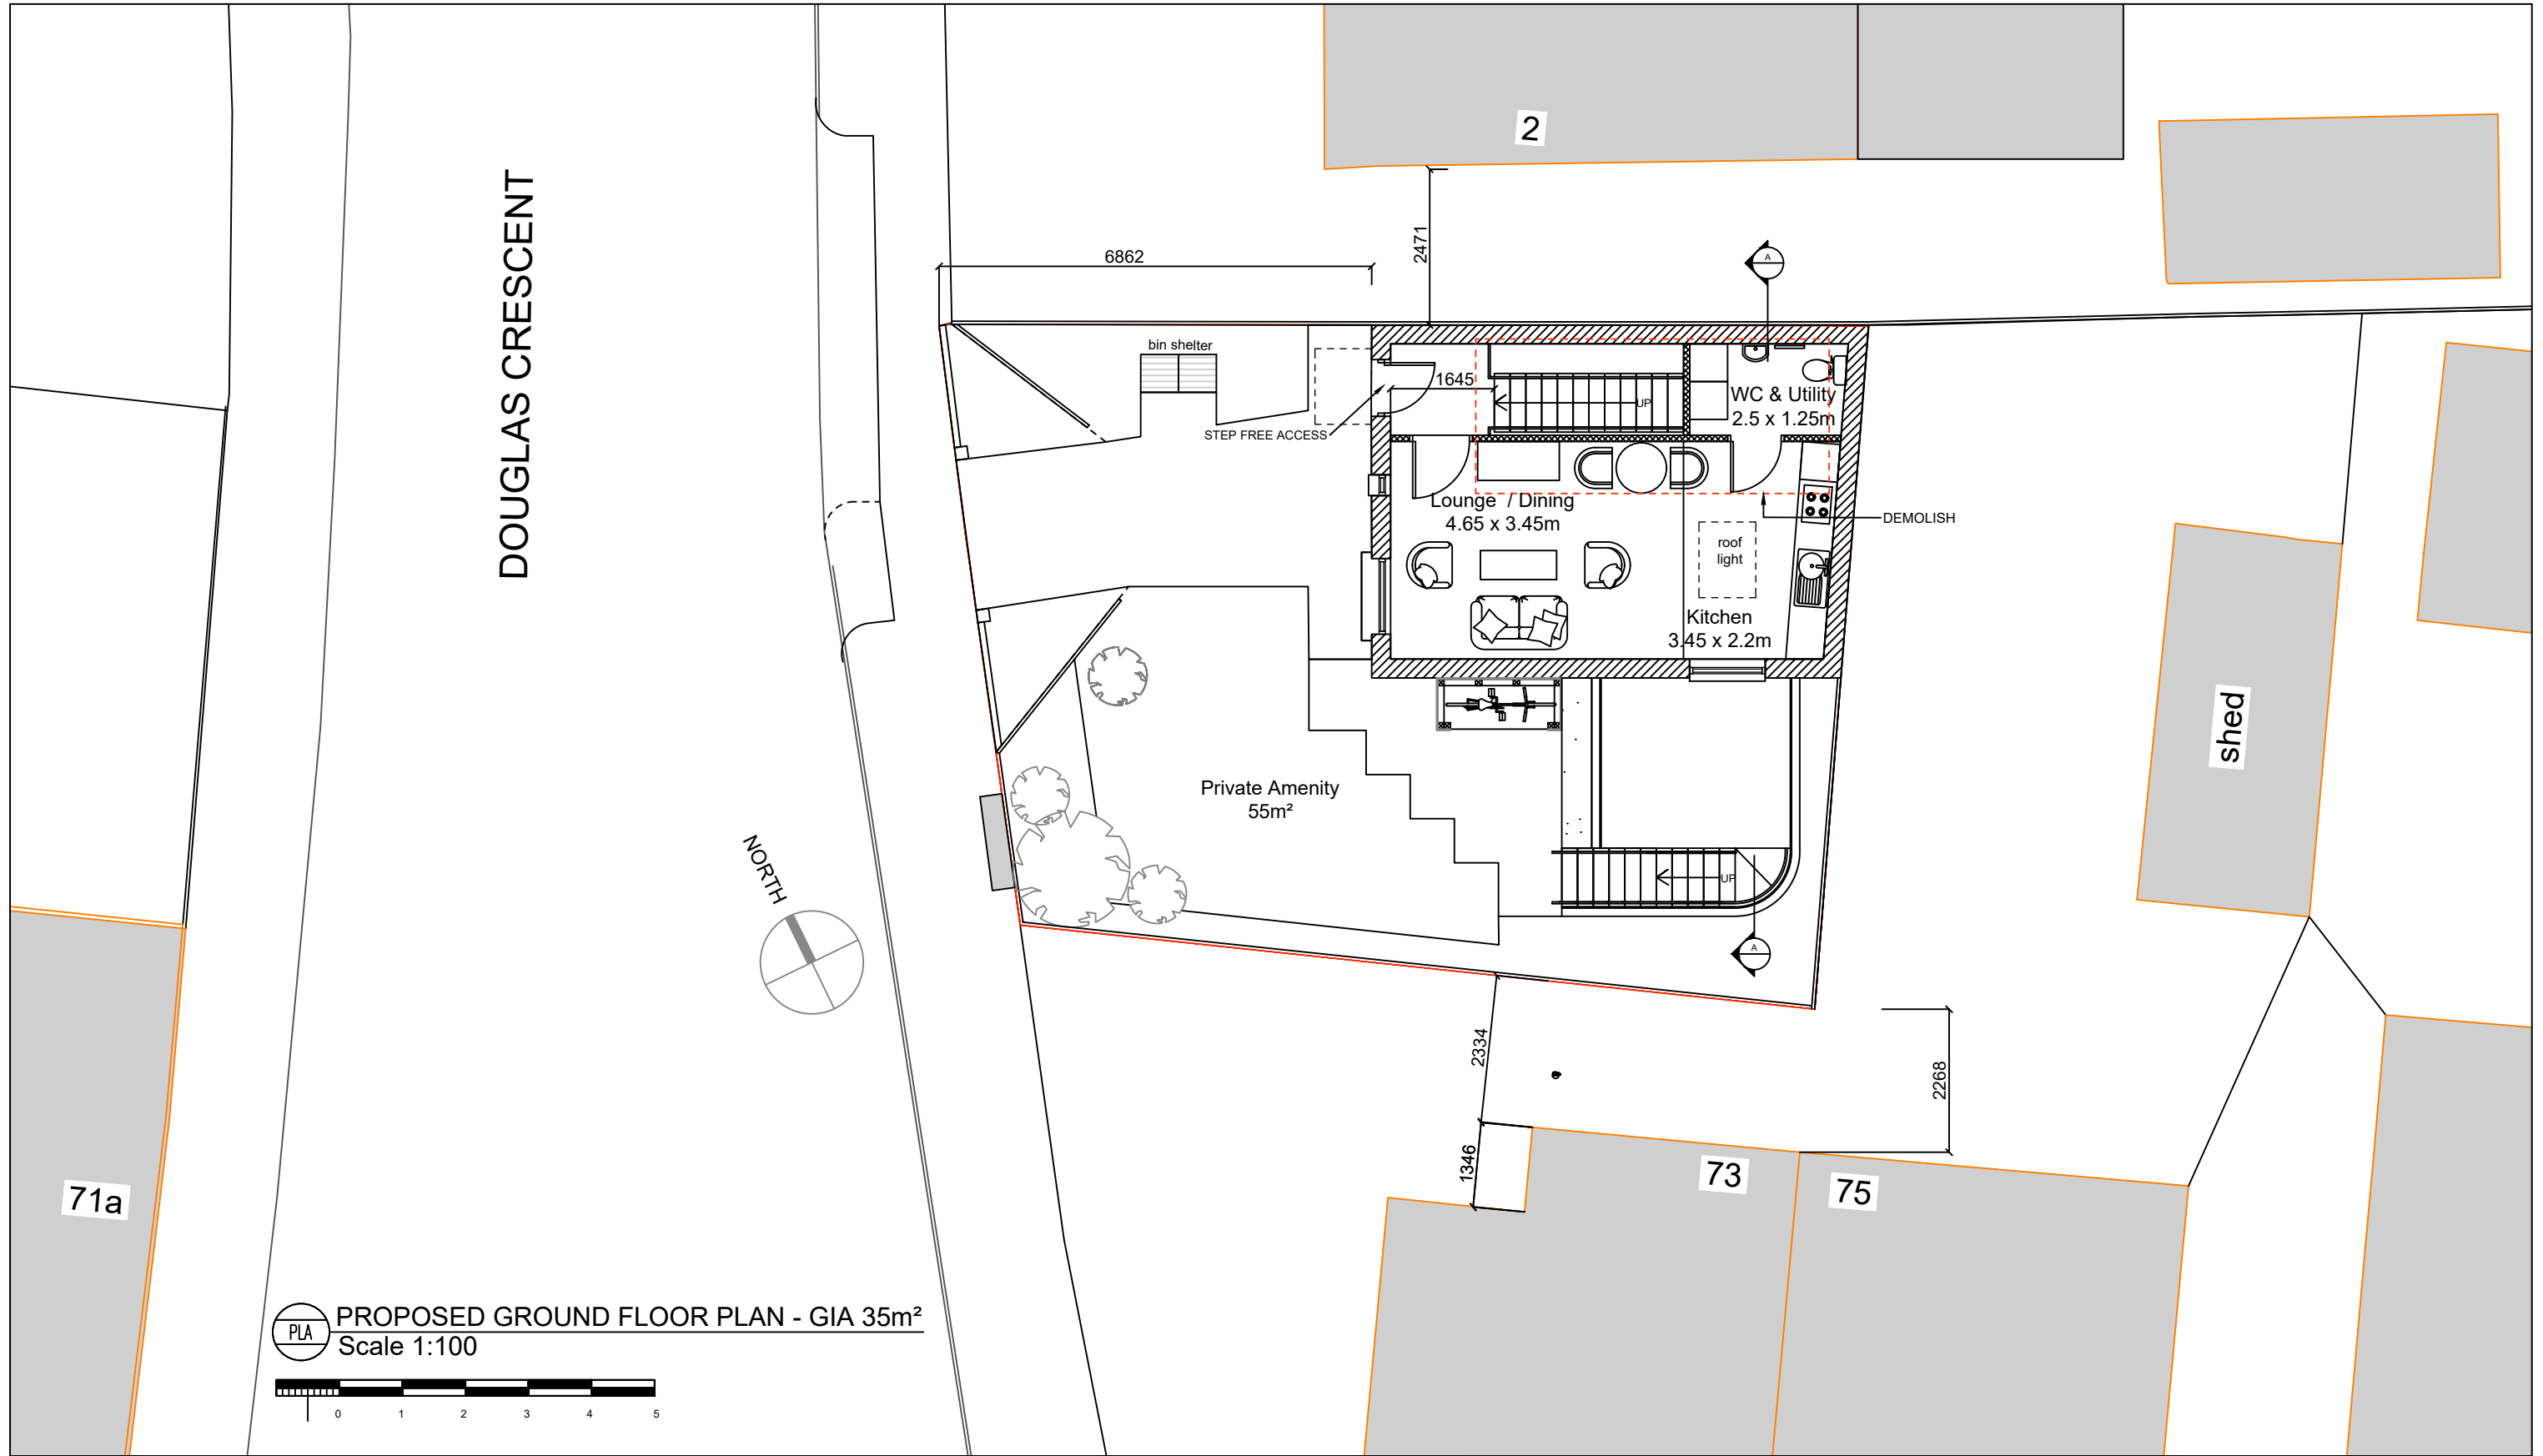 2
DOUGLAS CRESCENT
6862
2471
A
bin shelter
1645
UP
WC & Utility
2.5 x 1.25m
STEP FREE ACCESS
Lounge / Dining
4.65 x 3.45m
DEMOLISH
roof
light
Kitchen
3.45 x 2.2m
shed
Private Amenity
55m²
NORTH
UP
A
2334
2268
1346
73
75
71a
PLA
PROPOSED GROUND FLOOR PLAN - GIA 35m²
Scale 1:100
0 1 2 3 4 5